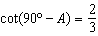 cot(90° − A) = 2/3